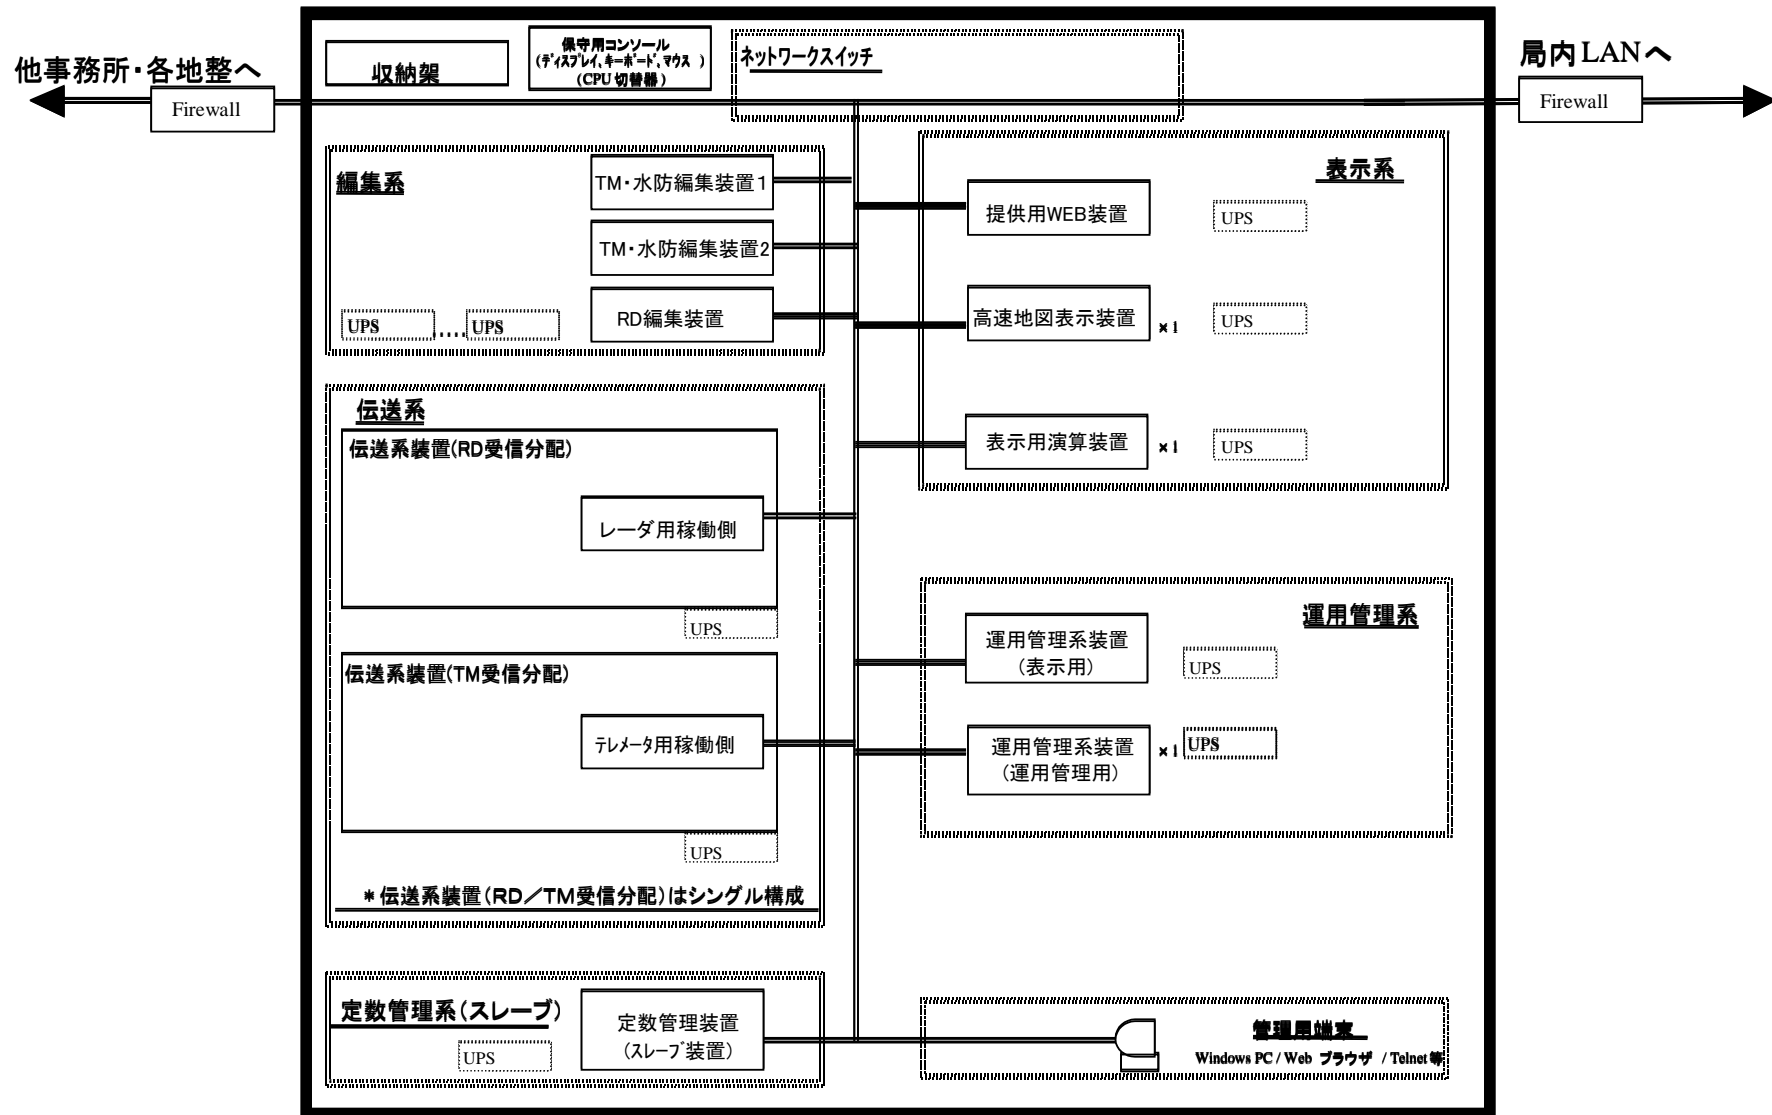 他事務所・各地整へ
Firewall
収納架
保守用コンソール
(ディスプレイ、キーボード、マウス )
(CPU 切替器)
ネットワークスイッチ
局内LANへ
Firewall
編集系
TM・水防編集装置1
TM・水防編集装置2
RD編集装置
UPS ..... UPS
表示系
提供用WEB装置
UPS
高速地図表示装置 ×1 UPS
表示用演算装置 ×1 UPS
伝送系
伝送系装置(RD受信分配)
レーダ用稼働側
UPS
伝送系装置(TM受信分配)
テレメータ用稼働側
UPS
*伝送系装置(RD/TM受信分配)はシングル構成
運用管理系
運用管理系装置
(表示用)
UPS
運用管理系装置
(運用管理用)
×1 UPS
定数管理系(スレーブ)
定数管理装置
(スレーブ装置)
UPS
管理用端末
Windows PC / Web ブラウザ / Telnet 等